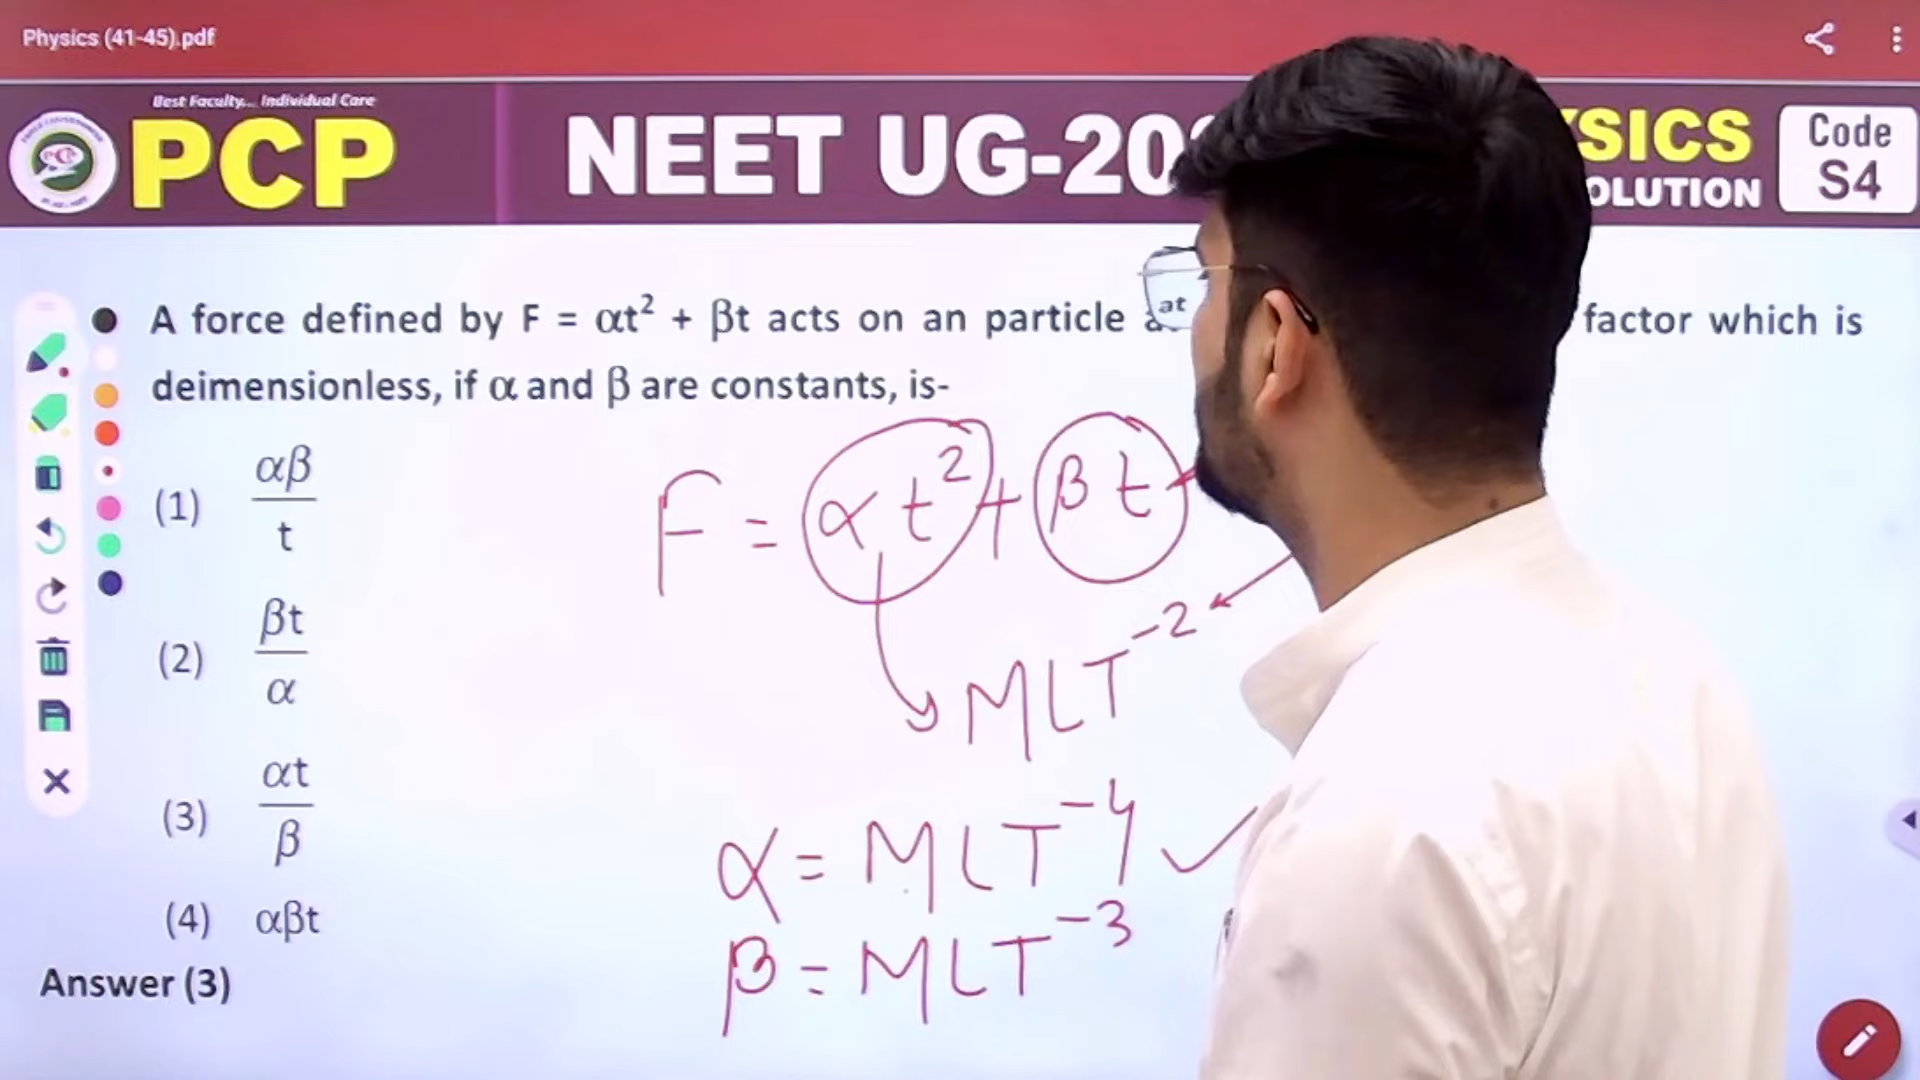 Physics (41-45).pdf
Best Faculty... Individual Care
PCP
NEET UG-20
SICS
OLUTION
Code
S4
A force defined by F = αt² + βt acts on an particle at factor which is
deimensionless, if α and β are constants, is-
(1) αβ/t
(2) βt/α
(3) αt/β
(4) αβt
Answer (3)
F = αt² + βt
MLT⁻²
α = MLT⁻⁴ ✓
β = MLT⁻³